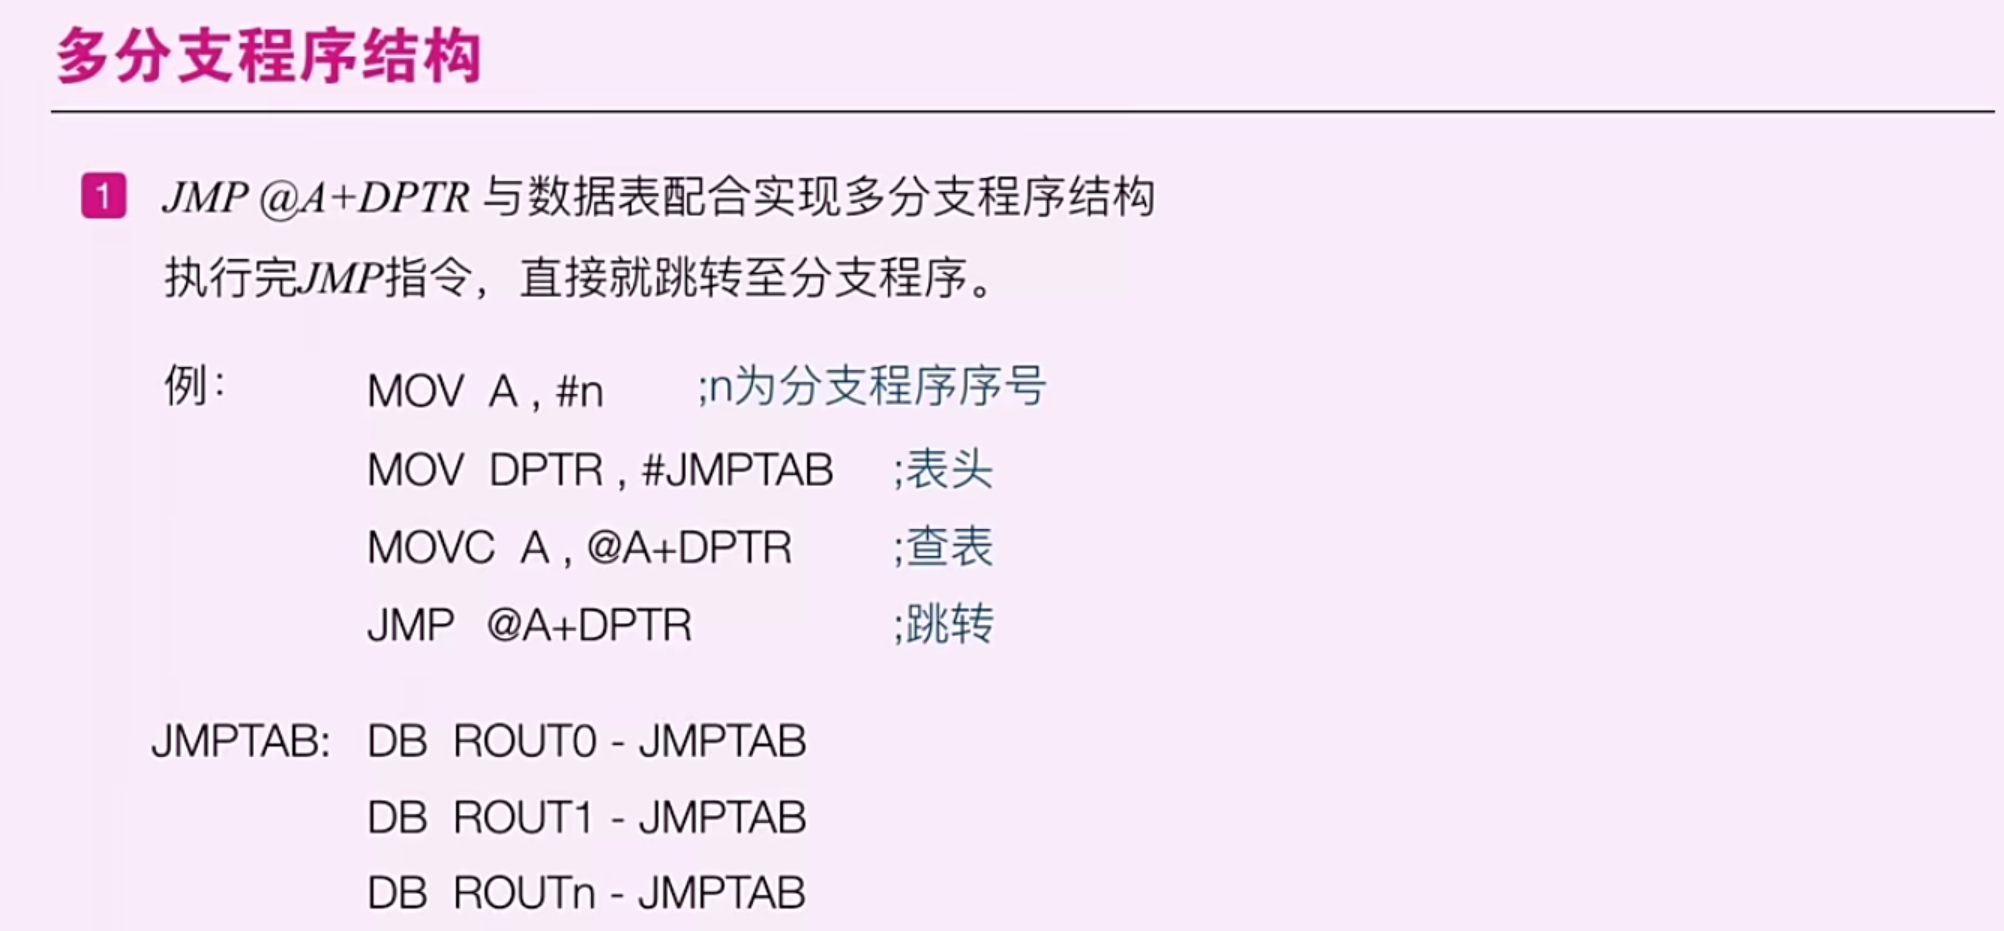 多分支程序结构
1 JMP @A+DPTR 与数据表配合实现多分支程序结构
执行完JMP指令，直接就跳转至分支程序。
例： MOV A , #n ;n为分支程序序号
MOV DPTR , #JMPTAB ;表头
MOVC A , @A+DPTR ;查表
JMP @A+DPTR ;跳转
JMPTAB: DB ROUT0 - JMPTAB
DB ROUT1 - JMPTAB
DB ROUTn - JMPTAB